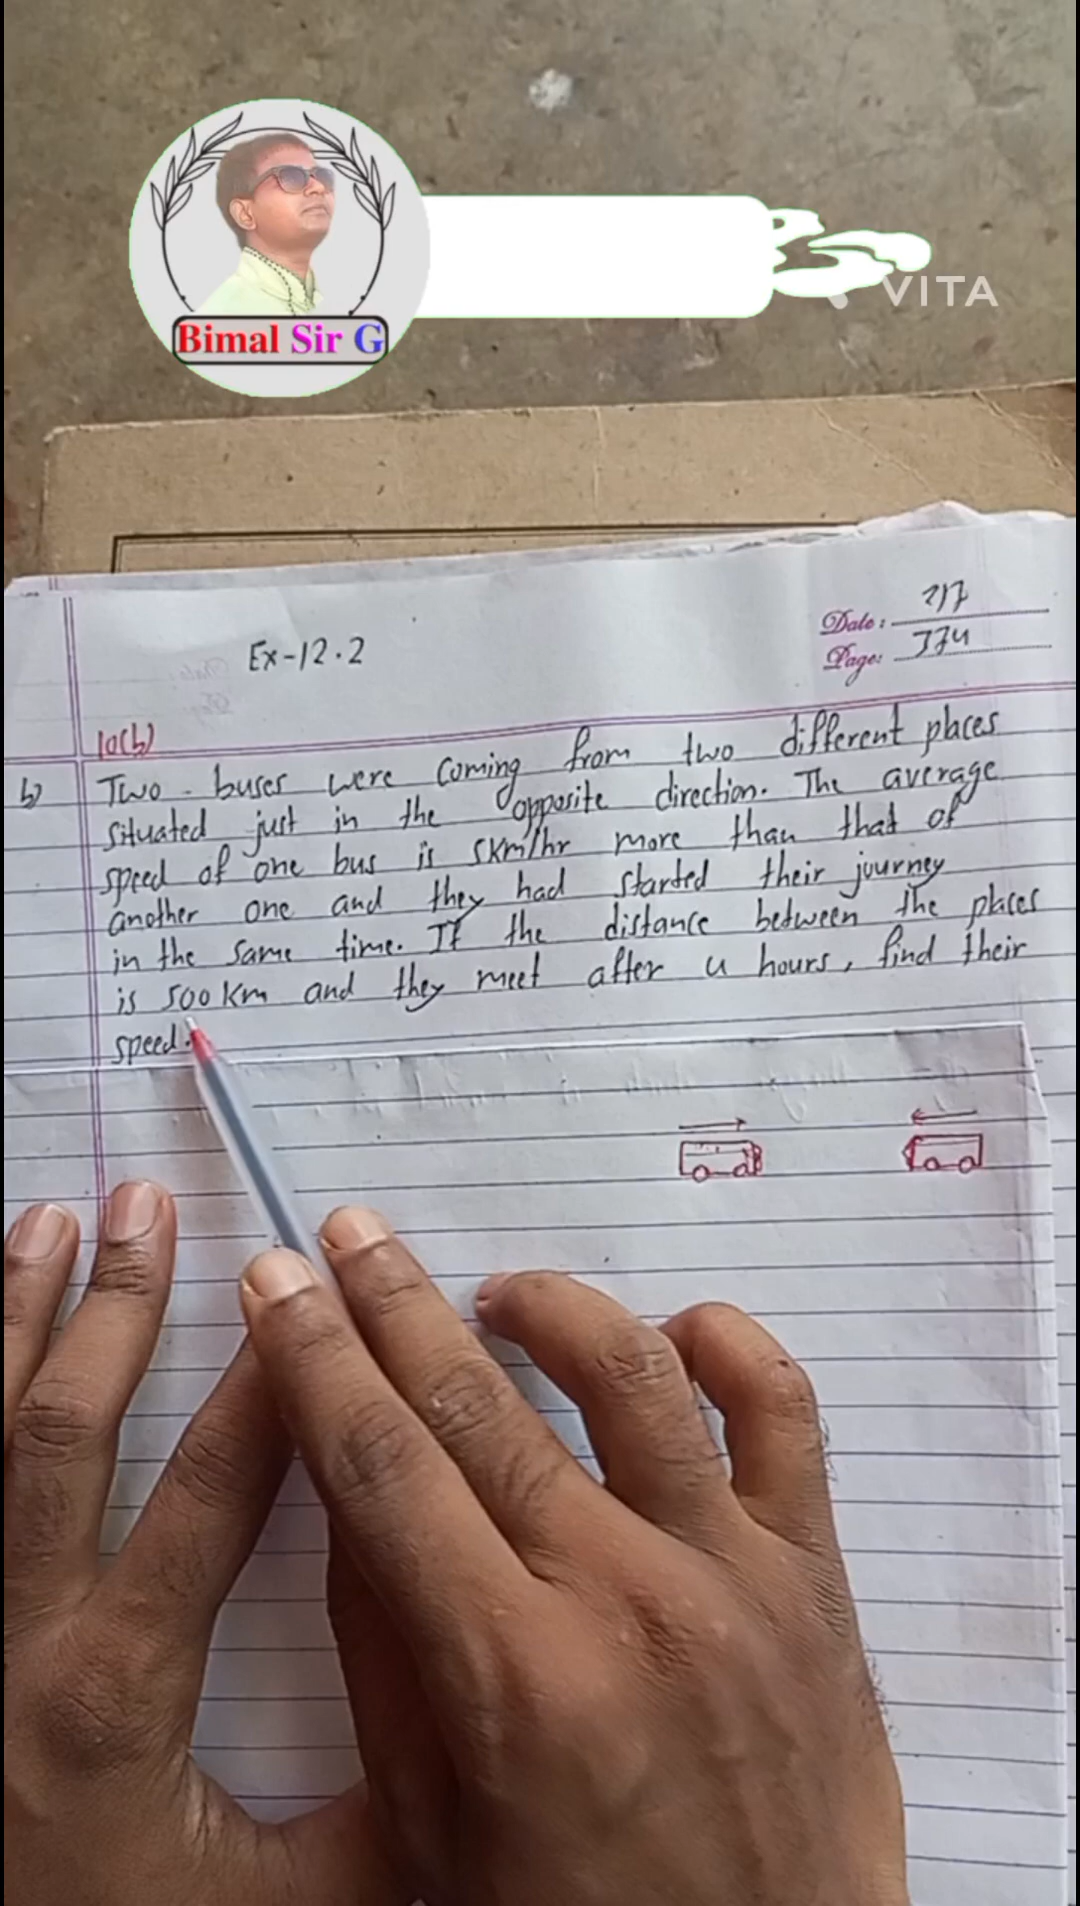 Bimal Sir G
VITA
Ex-12.2
Date: 217
Page: 374
10(b)
b) Two buses were coming from two different places
situated just in the opposite direction. The average
speed of one bus is 5km/hr more than that of
another one and they had started their journey
in the same time. If the distance between the places
is 500 km and they meet after 4 hours, find their
speed.